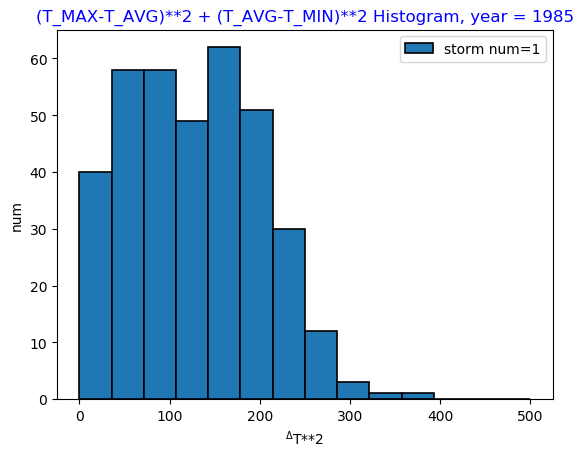 (T_MAX-T_AVG)**2 + (T_AVG-T_MIN)**2 Histogram, year = 1985
storm num=1
num
60
50
40
30
20
10
0
0 100 200 300 400 500
ΔT**2